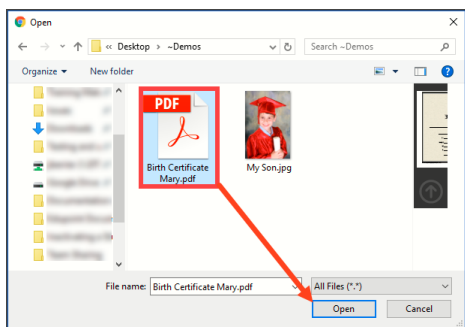 Open
« Desktop > ~Demos
Search ~Demos
Organize
New folder
PDF
Birth Certificate
Mary.pdf
My Son.jpg
File name:
Birth Certificate Mary.pdf
All Files (*.*)
Open
Cancel